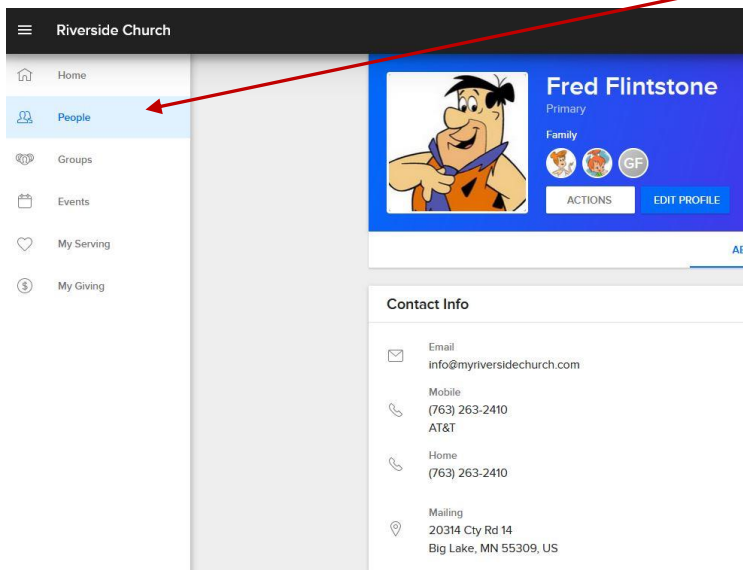 Riverside Church
Home
People
Groups
Events
My Serving
My Giving
Fred Flintstone
Primary
Family
GF
ACTIONS
EDIT PROFILE
Contact Info
Email
info@myriversidechurch.com
Mobile
(763) 263-2410
AT&T
Home
(763) 263-2410
Mailing
20314 Cty Rd 14
Big Lake, MN 55309, US